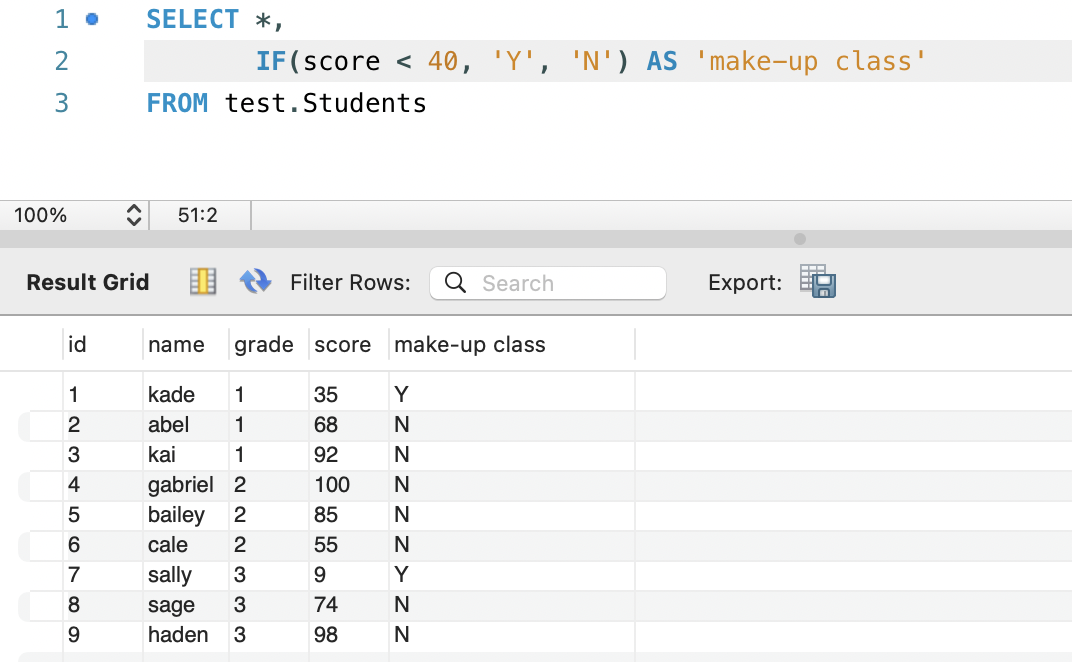 1 SELECT *,
2 IF(score < 40, 'Y', 'N') AS 'make-up class'
3 FROM test.Students
100% 51:2
Result Grid Filter Rows: Search Export:
id name grade score make-up class
1 kade 1 35 Y
2 abel 1 68 N
3 kai 1 92 N
4 gabriel 2 100 N
5 bailey 2 85 N
6 cale 2 55 N
7 sally 3 9 Y
8 sage 3 74 N
9 haden 3 98 N